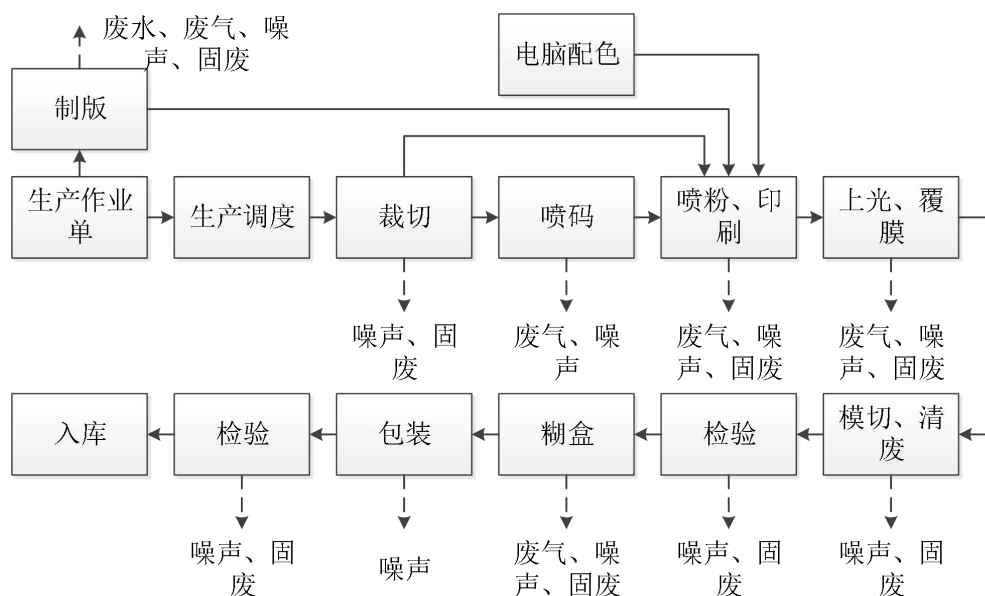 废水、废气、噪
声、固废
电脑配色
制版
生产作业
单
生产调度
裁切
喷码
喷粉、印
刷
上光、覆
膜
噪声、固
废
废气、噪
声
废气、噪
声、固废
废气、噪
声、固废
入库
检验
包装
糊盒
检验
模切、清
废
噪声、固
废
噪声
废气、噪
声、固废
噪声、固
废
噪声、固
废